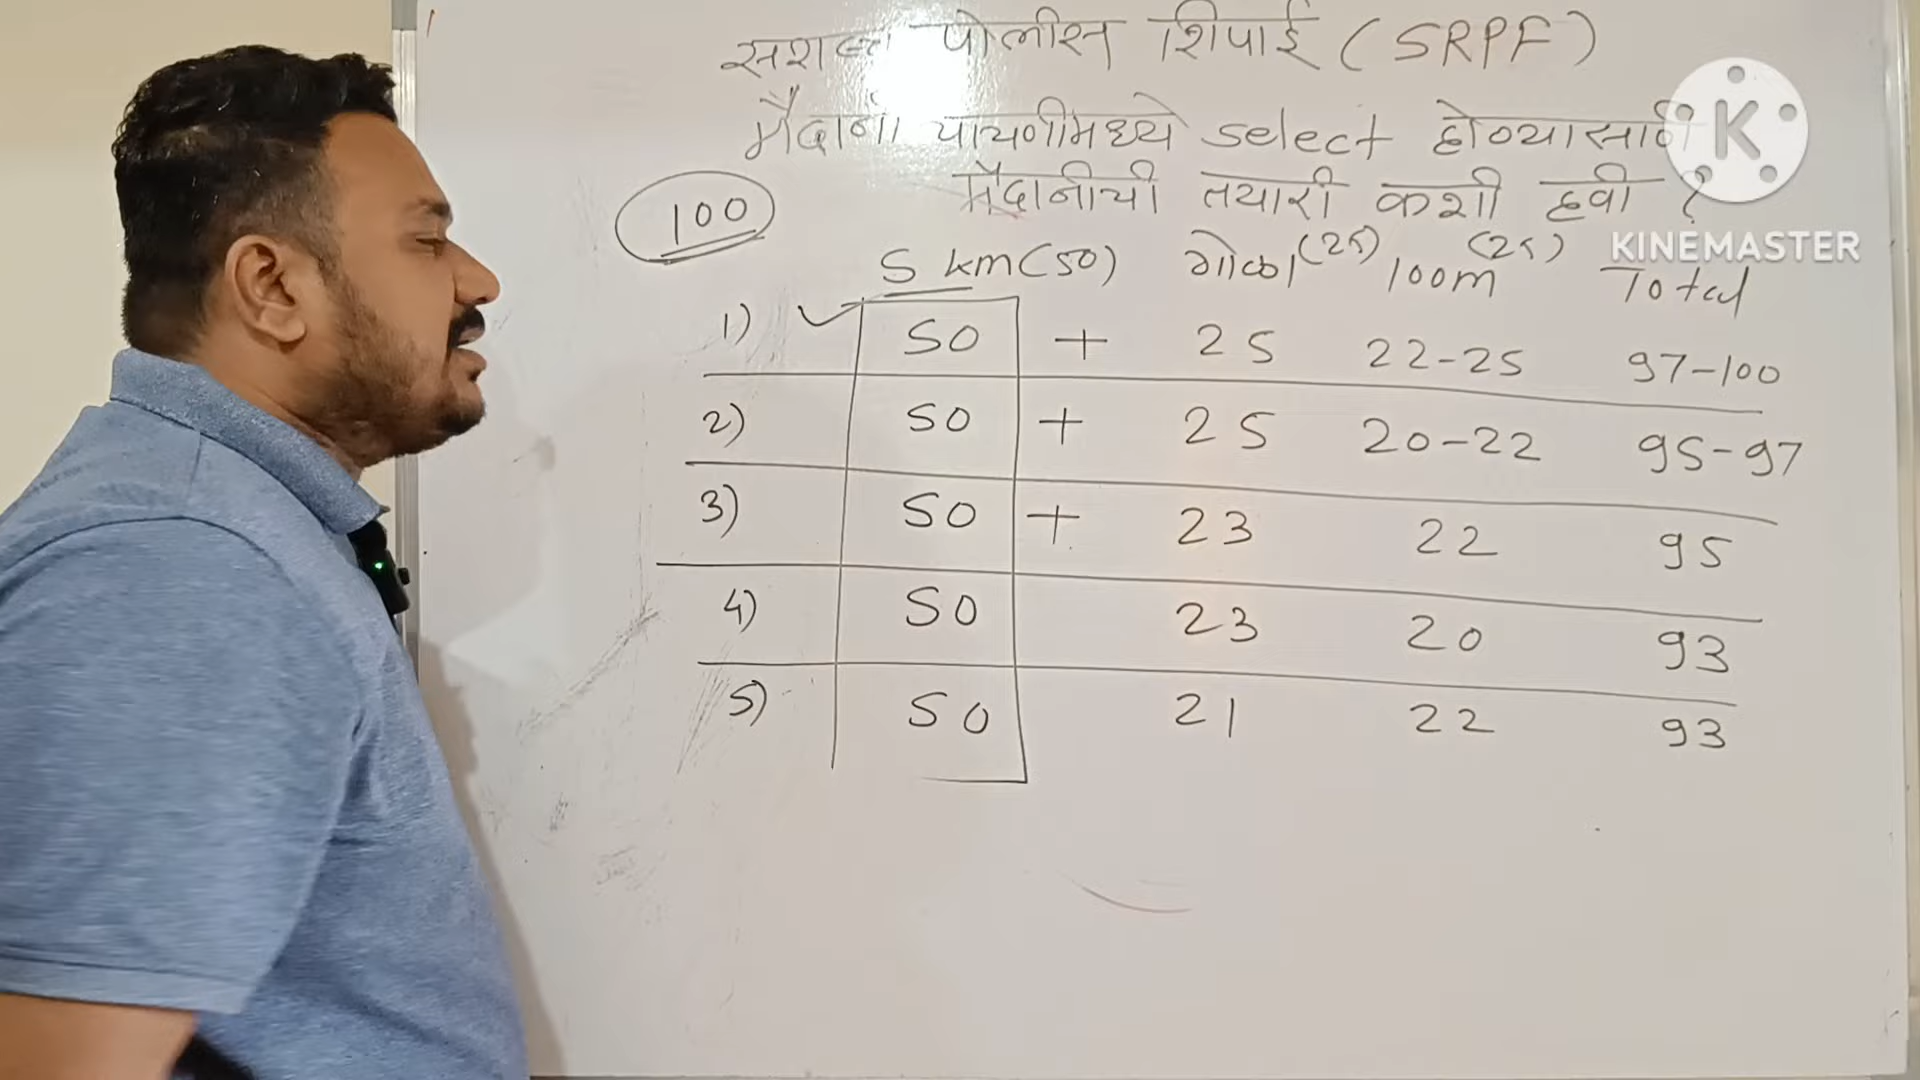 सशस्त्र पोलीस शिपाई (SRPF)
मैदानी चाचणीमध्ये select होण्यासाठी
मैदानीची तयारी कशी हवी ?
100
5 km (50) गोळा (25) 100m (25) Total
1) 50 + 25 22-25 97-100
2) 50 + 25 20-22 95-97
3) 50 + 23 22 95
4) 50 23 20 93
5) 50 21 22 93
K
KINEMASTER